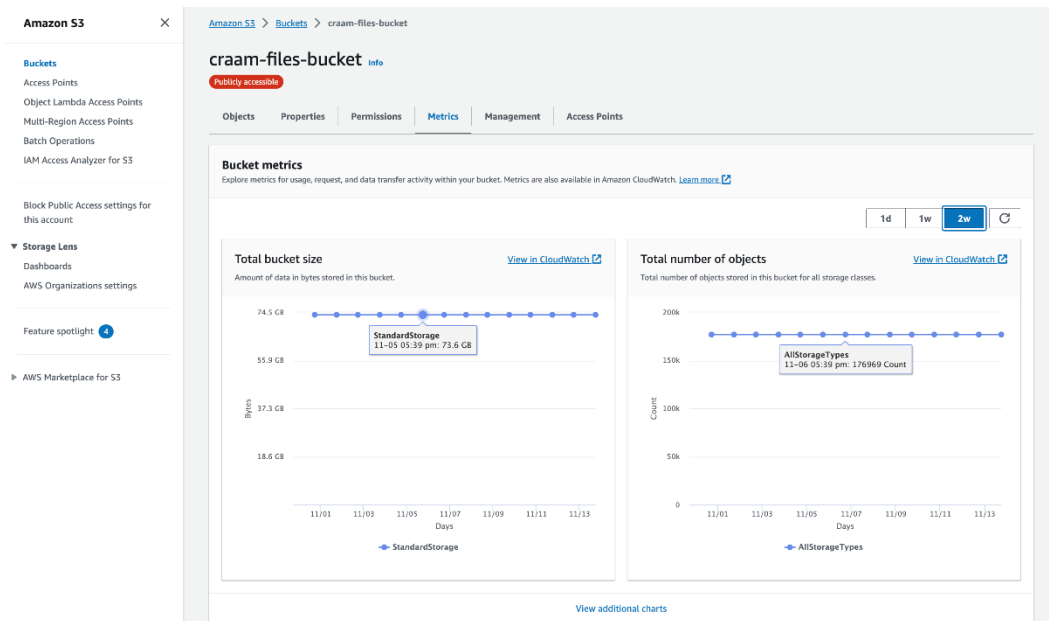 Amazon S3
Buckets
Access Points
Object Lambda Access Points
Multi-Region Access Points
Batch Operations
IAM Access Analyzer for S3
Block Public Access settings for
this account
Storage Lens
Dashboards
AWS Organizations settings
Feature spotlight 4
AWS Marketplace for S3
Amazon S3 > Buckets > craam-files-bucket
craam-files-bucket Info
Publicly accessible
Objects Properties Permissions Metrics Management Access Points
Bucket metrics
Explore metrics for usage, request, and data transfer activity within your bucket. Metrics are also available in Amazon CloudWatch. Learn more
1d 1w 2w
Total bucket size View in CloudWatch
Amount of data in bytes stored in this bucket.
74.5 GB
StandardStorage
11-05 05:39 pm: 73.6 GB
55.9 GB
Bytes
37.3 GB
18.6 GB
11/01 11/03 11/05 11/07 11/09 11/11 11/13
Days
StandardStorage
Total number of objects View in CloudWatch
Total number of objects stored in this bucket for all storage classes.
200k
AllStorageTypes
11-06 05:39 pm: 176969 Count
150k
Count
100k
50k
0
11/01 11/03 11/05 11/07 11/09 11/11 11/13
Days
AllStorageTypes
View additional charts